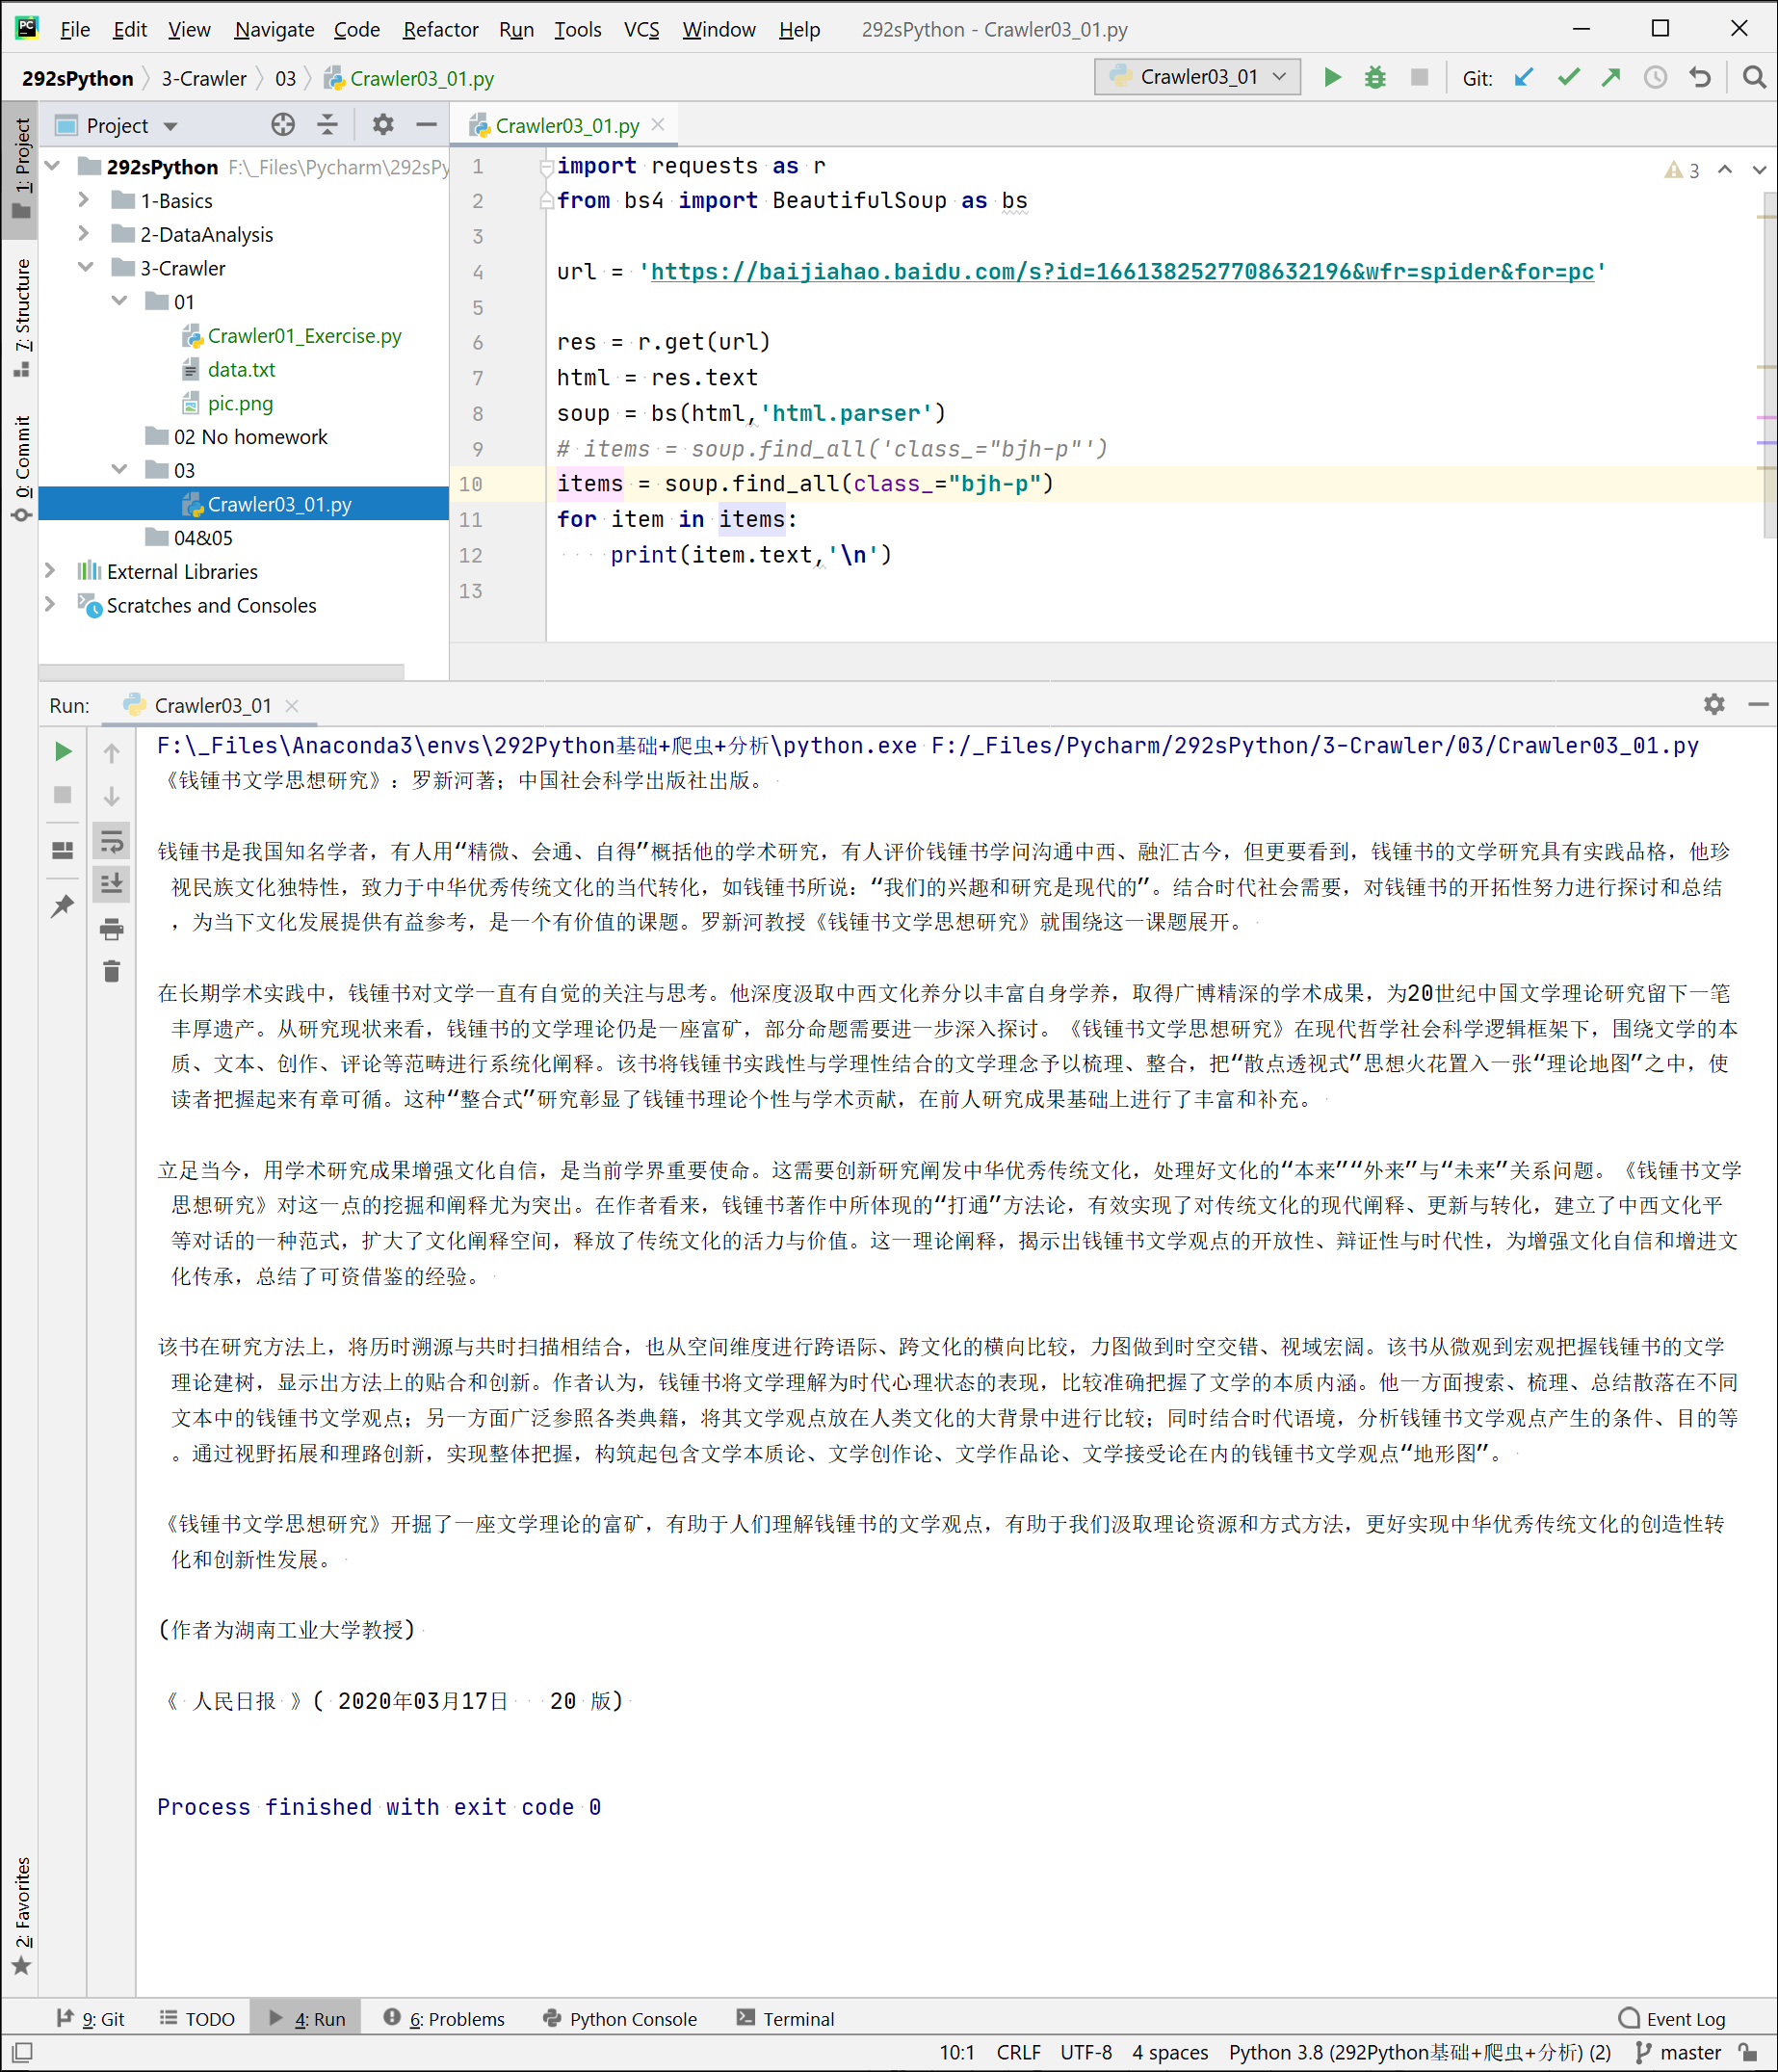 File Edit View Navigate Code Refactor Run Tools VCS Window Help 292sPython - Crawler03_01.py
292sPython 3-Crawler 03 Crawler03_01.py Crawler03_01 Git:
1: Project
7: Structure
0: Commit
2: Favorites
Project
292sPython F:\_Files\Pycharm\292sPy
1-Basics
2-DataAnalysis
3-Crawler
01
Crawler01_Exercise.py
data.txt
pic.png
02 No homework
03
Crawler03_01.py
04&05
External Libraries
Scratches and Consoles
Crawler03_01.py
3
1 import requests as r
2 from bs4 import BeautifulSoup as bs
3
4 url = 'https://baijiahao.baidu.com/s?id=1661382527708632196&wfr=spider&for=pc'
5
6 res = r.get(url)
7 html = res.text
8 soup = bs(html,'html.parser')
9 # items = soup.find_all('class_="bjh-p"')
10 items = soup.find_all(class_="bjh-p")
11 for item in items:
12 print(item.text,'\n')
13
Run: Crawler03_01
F:\_Files\Anaconda3\envs\292Python基础+爬虫+分析\python.exe F:/_Files/Pycharm/292sPython/3-Crawler/03/Crawler03_01.py
《钱锺书文学思想研究》：罗新河著；中国社会科学出版社出版。
钱锺书是我国知名学者，有人用“精微、会通、自得”概括他的学术研究，有人评价钱锺书学问沟通中西、融汇古今，但更要看到，钱锺书的文学研究具有实践品格，他珍
视民族文化独特性，致力于中华优秀传统文化的当代转化，如钱锺书所说：“我们的兴趣和研究是现代的”。结合时代社会需要，对钱锺书的开拓性努力进行探讨和总结
，为当下文化发展提供有益参考，是一个有价值的课题。罗新河教授《钱锺书文学思想研究》就围绕这一课题展开。
在长期学术实践中，钱锺书对文学一直有自觉的关注与思考。他深度汲取中西文化养分以丰富自身学养，取得广博精深的学术成果，为20世纪中国文学理论研究留下一笔
丰厚遗产。从研究现状来看，钱锺书的文学理论仍是一座富矿，部分命题需要进一步深入探讨。《钱锺书文学思想研究》在现代哲学社会科学逻辑框架下，围绕文学的本
质、文本、创作、评论等范畴进行系统化阐释。该书将钱锺书实践性与学理性结合的文学理念予以梳理、整合，把“散点透视式”思想火花置入一张“理论地图”之中，使
读者把握起来有章可循。这种“整合式”研究彰显了钱锺书理论个性与学术贡献，在前人研究成果基础上进行了丰富和补充。
立足当今，用学术研究成果增强文化自信，是当前学界重要使命。这需要创新研究阐发中华优秀传统文化，处理好文化的“本来”“外来”与“未来”关系问题。《钱锺书文学
思想研究》对这一点的挖掘和阐释尤为突出。在作者看来，钱锺书著作中所体现的“打通”方法论，有效实现了对传统文化的现代阐释、更新与转化，建立了中西文化平
等对话的一种范式，扩大了文化阐释空间，释放了传统文化的活力与价值。这一理论阐释，揭示出钱锺书文学观点的开放性、辩证性与时代性，为增强文化自信和增进文
化传承，总结了可资借鉴的经验。
该书在研究方法上，将历时溯源与共时扫描相结合，也从空间维度进行跨语际、跨文化的横向比较，力图做到时空交错、视域宏阔。该书从微观到宏观把握钱锺书的文学
理论建树，显示出方法上的贴合和创新。作者认为，钱锺书将文学理解为时代心理状态的表现，比较准确把握了文学的本质内涵。他一方面搜索、梳理、总结散落在不同
文本中的钱锺书文学观点；另一方面广泛参照各类典籍，将其文学观点放在人类文化的大背景中进行比较；同时结合时代语境，分析钱锺书文学观点产生的条件、目的等
。通过视野拓展和理路创新，实现整体把握，构筑起包含文学本质论、文学创作论、文学作品论、文学接受论在内的钱锺书文学观点“地形图”。
《钱锺书文学思想研究》开掘了一座文学理论的富矿，有助于人们理解钱锺书的文学观点，有助于我们汲取理论资源和方式方法，更好实现中华优秀传统文化的创造性转
化和创新性发展。
(作者为湖南工业大学教授)
《 人民日报 》( 2020年03月17日 20 版)
Process finished with exit code 0
9: Git TODO 4: Run 6: Problems Python Console Terminal Event Log
10:1 CRLF UTF-8 4 spaces Python 3.8 (292Python基础+爬虫+分析) (2) master